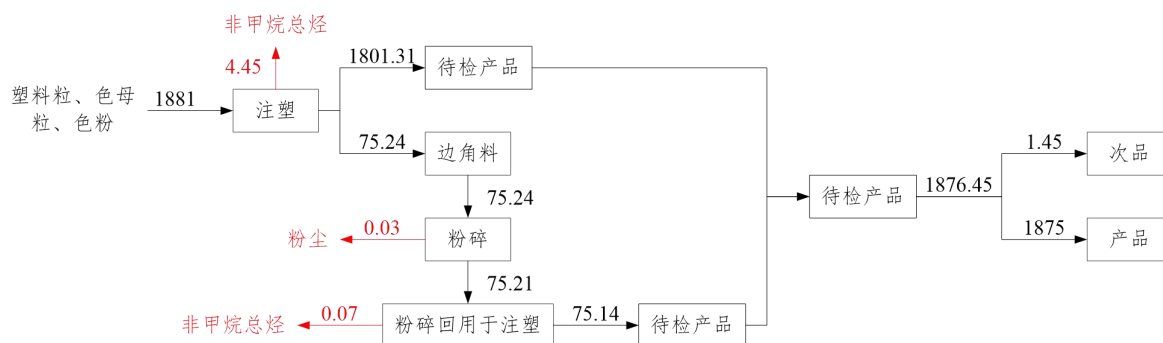 非甲烷总烃
4.45
1801.31
待检产品
塑料粒、色母
粒、色粉
1881
注塑
75.24
边角料
1.45
次品
待检产品
1876.45
75.24
粉尘
0.03
粉碎
1875
产品
75.21
非甲烷总烃
0.07
粉碎回用于注塑
75.14
待检产品